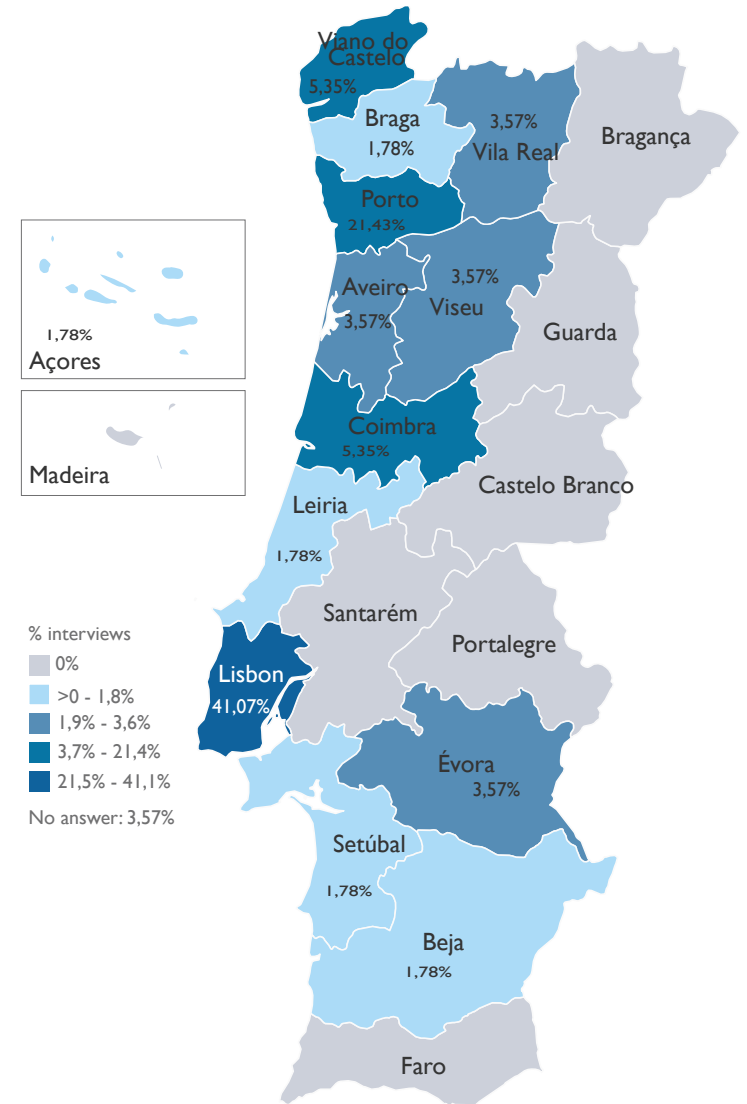 Viano do
Castelo
5,35%
Braga
1,78%
3,57%
Vila Real
Bragança
Porto
21,43%
Aveiro
3,57%
3,57%
Viseu
Guarda
1,78%
Açores
Coimbra
5,35%
Madeira
Castelo Branco
Leiria
1,78%
Santarém
Portalegre
% interviews
0%
>0 - 1,8%
1,9% - 3,6%
3,7% - 21,4%
21,5% - 41,1%
No answer: 3,57%
Lisbon
41,07%
Évora
3,57%
Setúbal
1,78%
Beja
1,78%
Faro